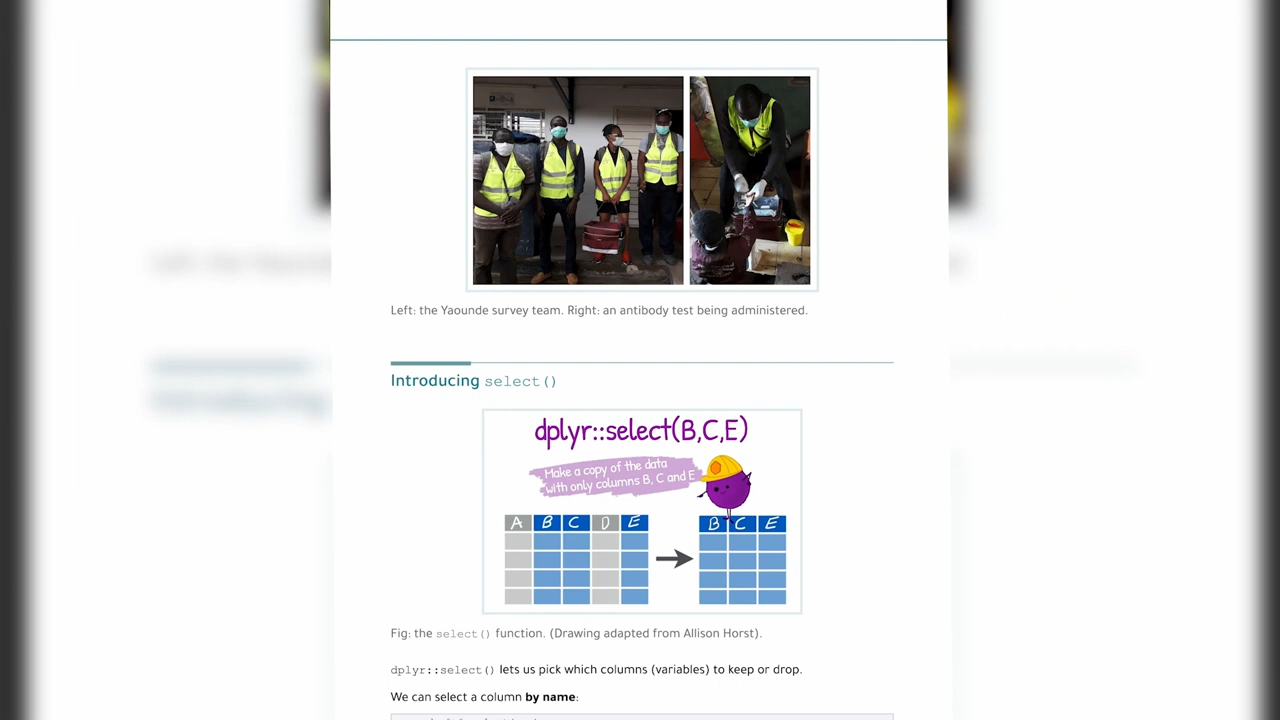 Left: the Yaounde survey team. Right: an antibody test being administered.
Introducing select()
dplyr::select(B,C,E)
Make a copy of the data
with only columns B, C and E
A B C D E
B C E
Fig: the select() function. (Drawing adapted from Allison Horst).
dplyr::select() lets us pick which columns (variables) to keep or drop.
We can select a column by name: